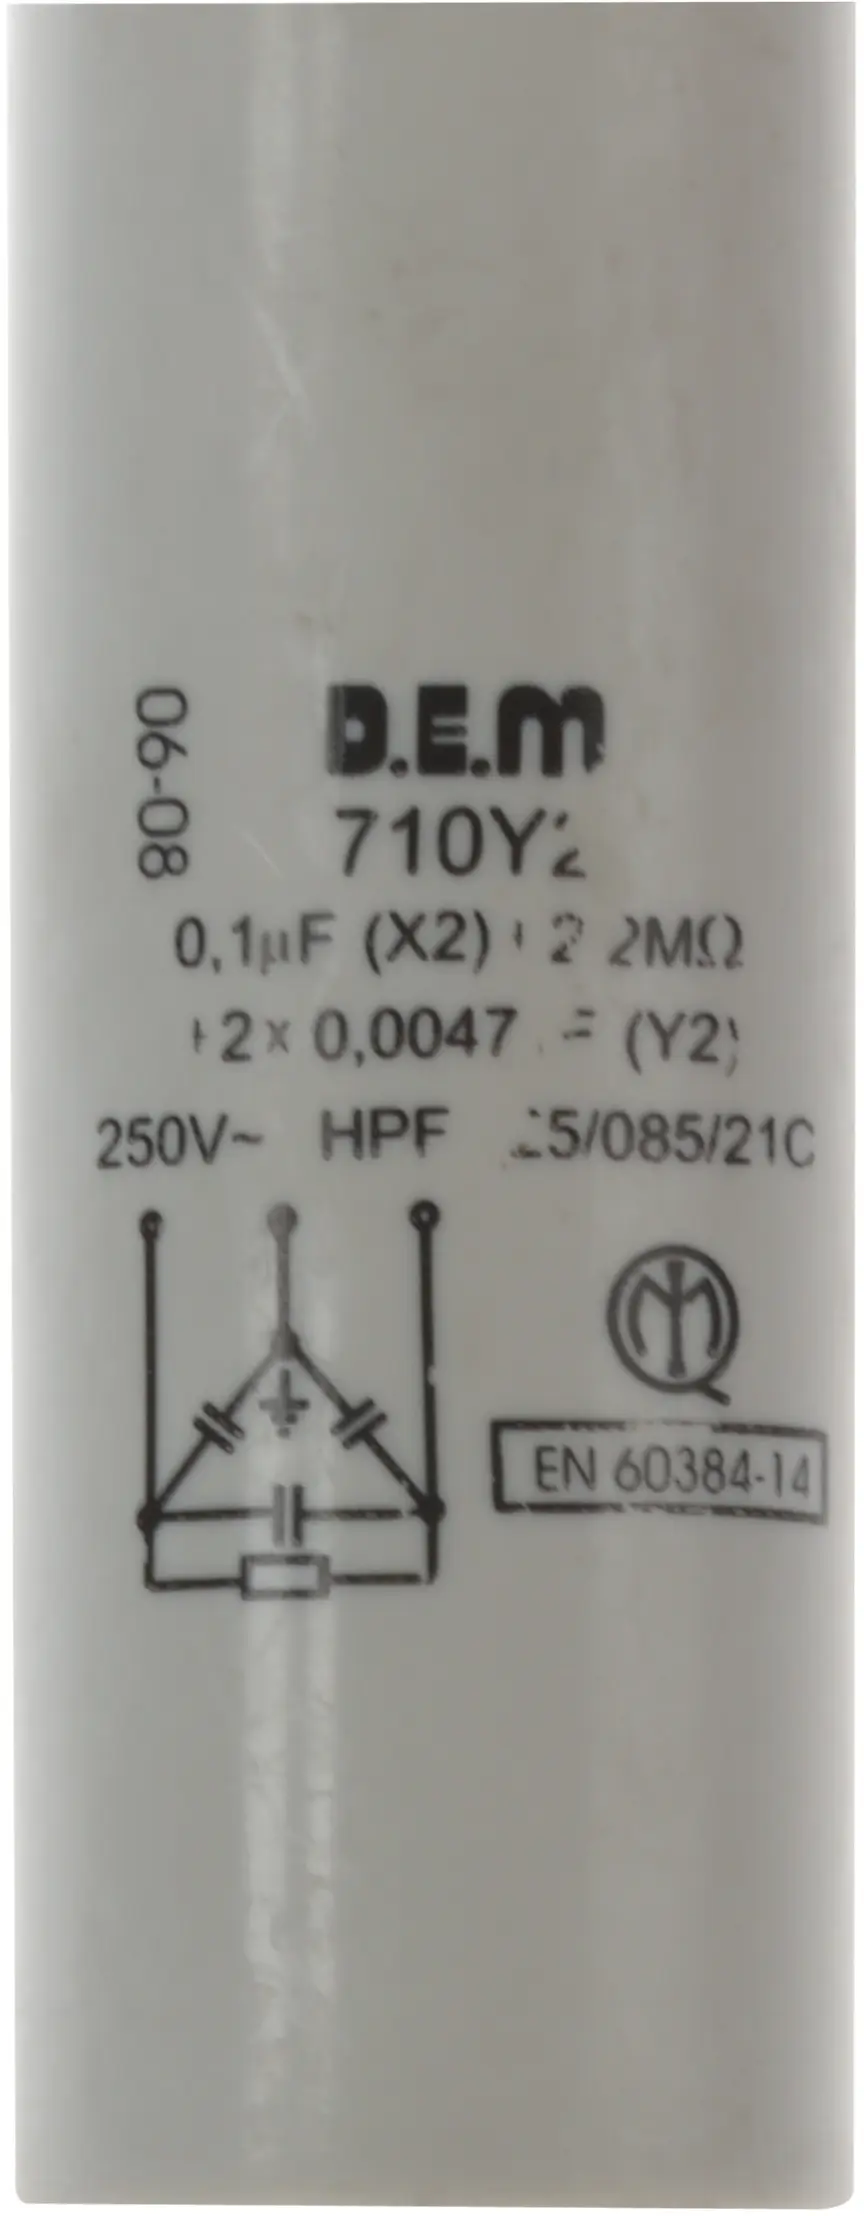 06-08
D.E.M
710Y2
0,1µF (X2) + 2 2MΩ
+2× 0,0047 (Y2)
250V~ HPF 25/085/21C
EN 60384-14